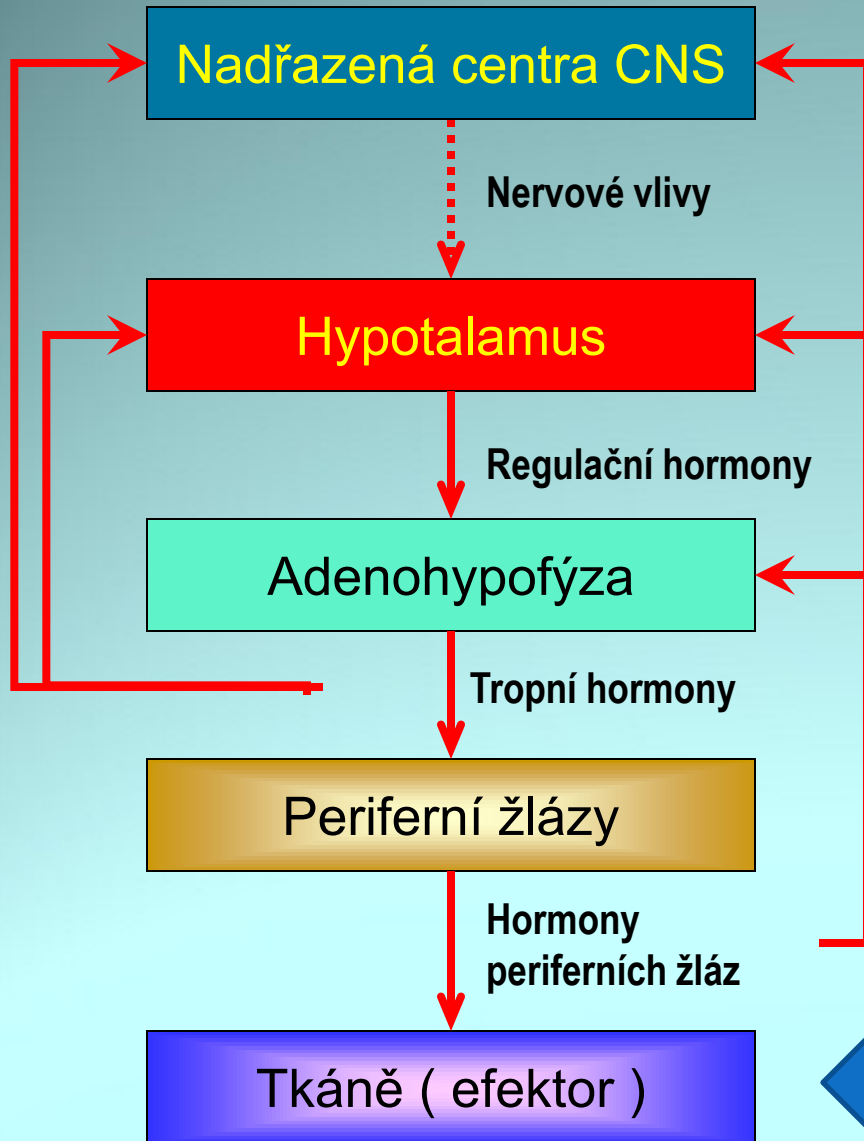 Nadřazená centra CNS
Nervové vlivy
Hypotalamus
Regulační hormony
Adenohypofýza
Tropní hormony
Periferní žlázy
Hormony
periferních žláz
Tkáně ( efektor )